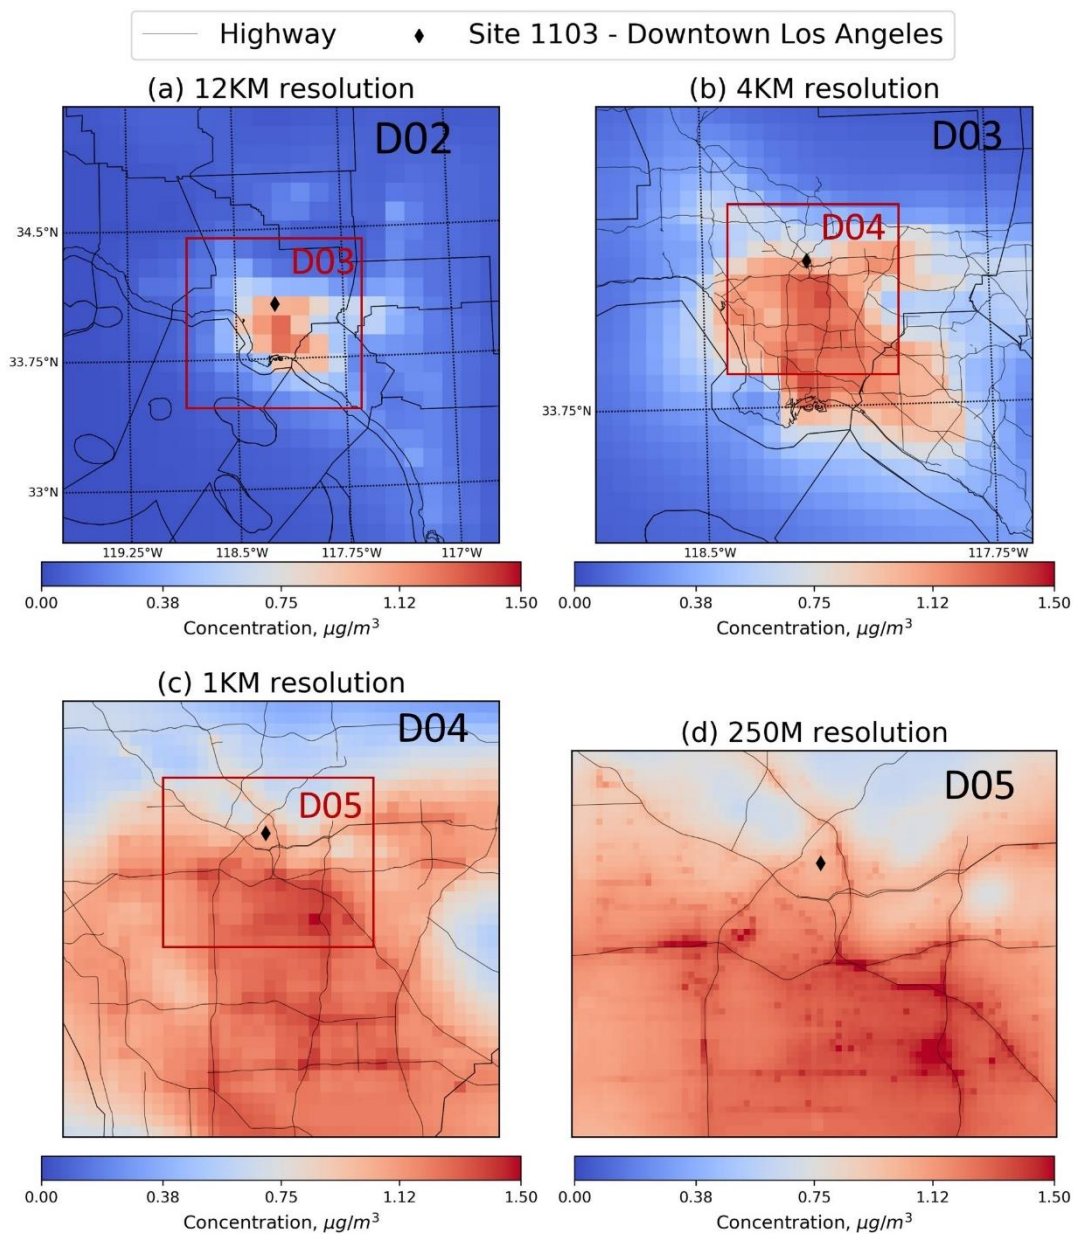 Highway ♦ Site 1103 - Downtown Los Angeles
(a) 12KM resolution
D02
34.5°N
D03
33.75°N
33°N
119.25°W 118.5°W 117.75°W 117°W
0.00 0.38 0.75 1.12 1.50
Concentration, μg/m³
(b) 4KM resolution
D03
D04
33.75°N
118.5°W 117.75°W
0.00 0.38 0.75 1.12 1.50
Concentration, μg/m³
(c) 1KM resolution
D04
D05
0.00 0.38 0.75 1.12 1.50
Concentration, μg/m³
(d) 250M resolution
D05
0.00 0.38 0.75 1.12 1.50
Concentration, μg/m³